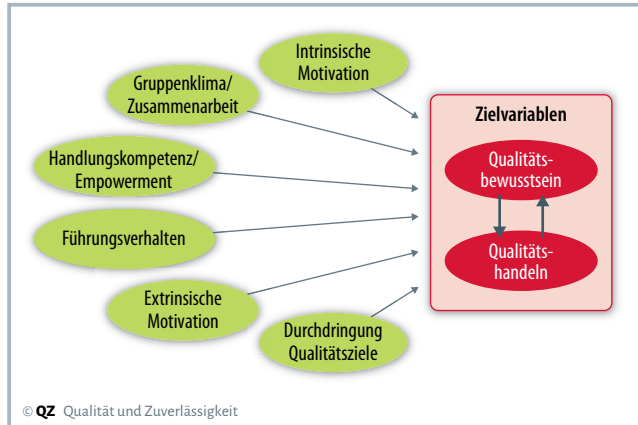 Intrinsische
Motivation
Gruppenklima/
Zusammenarbeit
Handlungskompetenz/
Empowerment
Führungsverhalten
Extrinsische
Motivation
Durchdringung
Qualitätsziele
Zielvariablen
Qualitäts-
bewusstsein
Qualitäts-
handeln
© QZ Qualität und Zuverlässigkeit